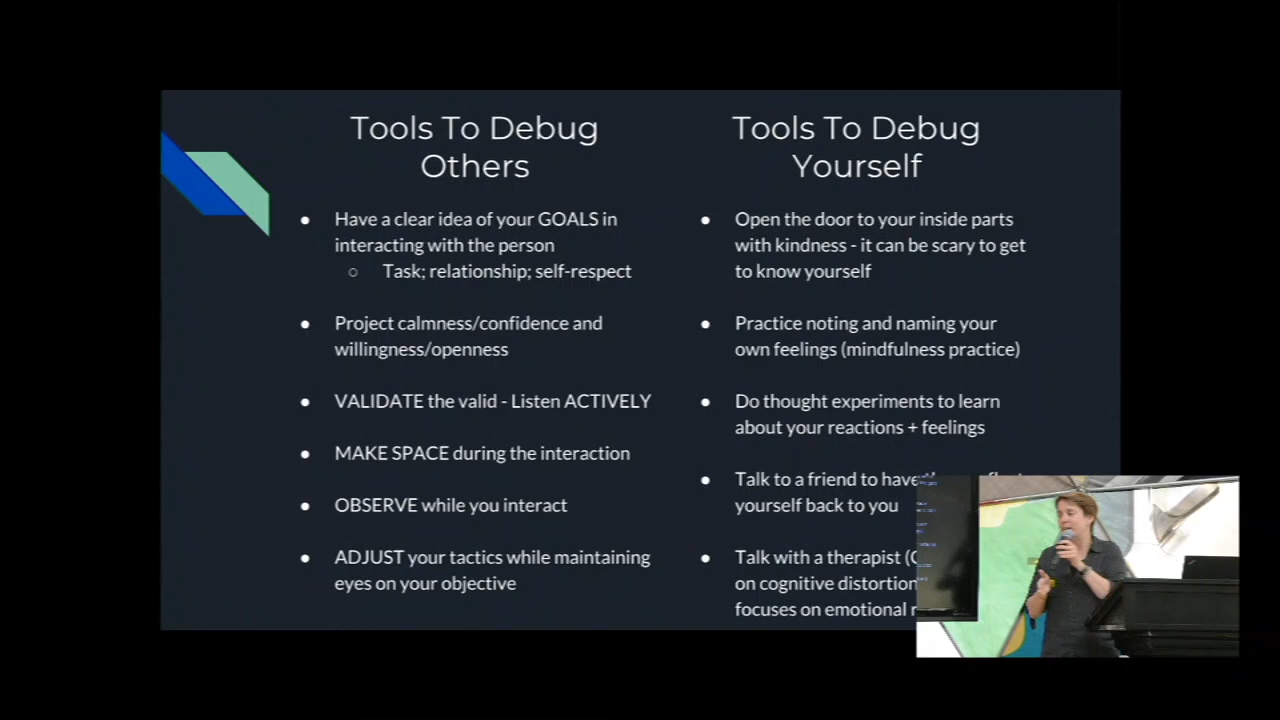 Tools To Debug
Others
● Have a clear idea of your GOALS in
interacting with the person
○ Task; relationship; self-respect
● Project calmness/confidence and
willingness/openness
● VALIDATE the valid - Listen ACTIVELY
● MAKE SPACE during the interaction
● OBSERVE while you interact
● ADJUST your tactics while maintaining
eyes on your objective
Tools To Debug
Yourself
● Open the door to your inside parts
with kindness - it can be scary to get
to know yourself
● Practice noting and naming your
own feelings (mindfulness practice)
● Do thought experiments to learn
about your reactions + feelings
● Talk to a friend to have
yourself back to you
● Talk with a therapist
on cognitive distortion
focuses on emotional